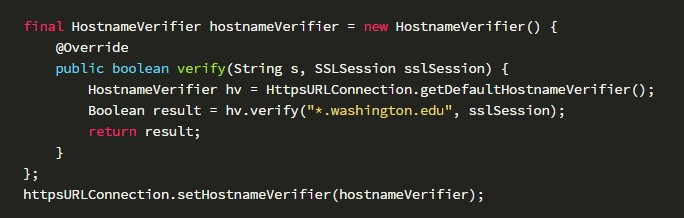 final HostnameVerifier hostnameVerifier = new HostnameVerifier() {
    @Override
    public boolean verify(String s, SSLSession sslSession) {
        HostnameVerifier hv = HttpsURLConnection.getDefaultHostnameVerifier();
        Boolean result = hv.verify("*.washington.edu", sslSession);
        return result;
    }
};
httpsURLConnection.setHostnameVerifier(hostnameVerifier);